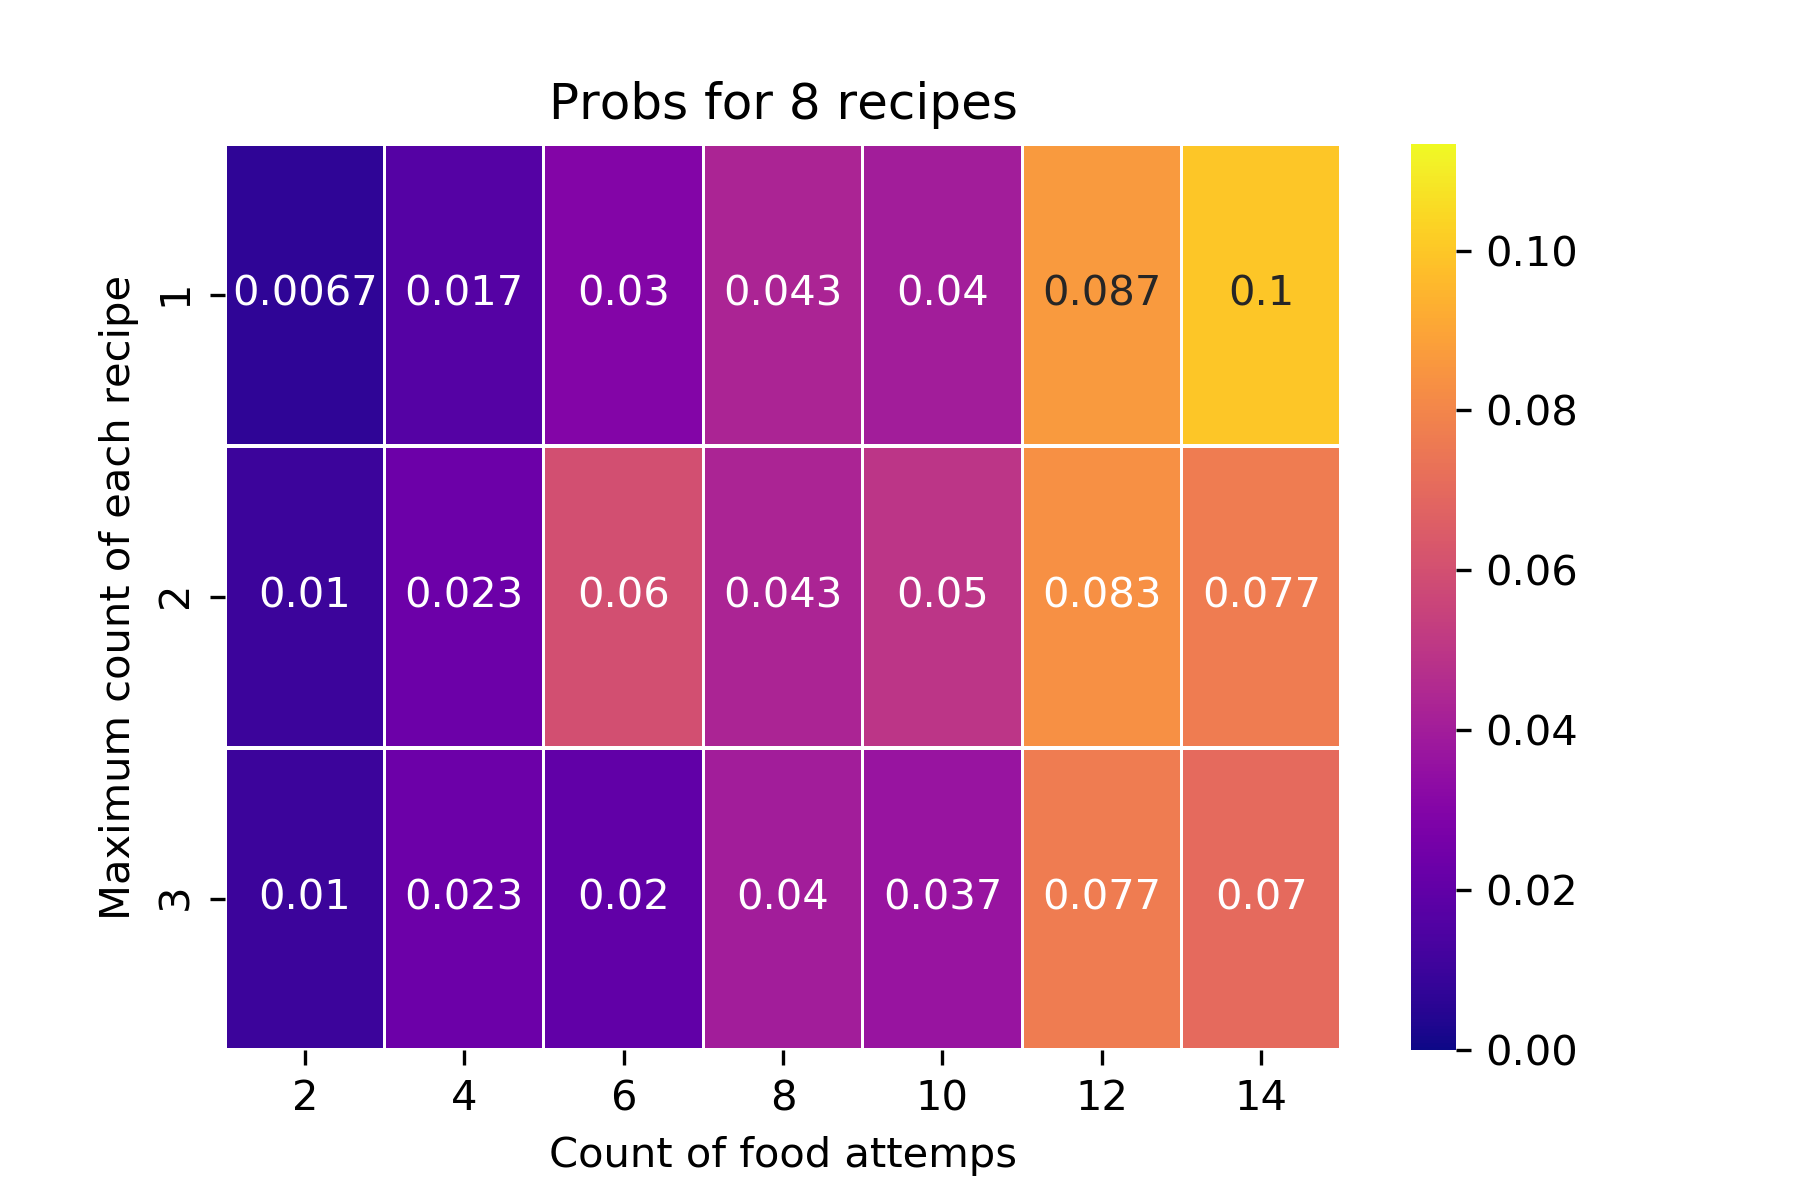 Probs for 8 recipes
Maximum count of each recipe
1 0.0067 0.017 0.03 0.043 0.04 0.087 0.1
2 0.01 0.023 0.06 0.043 0.05 0.083 0.077
3 0.01 0.023 0.02 0.04 0.037 0.077 0.07
2 4 6 8 10 12 14
Count of food attemps
0.10
0.08
0.06
0.04
0.02
0.00